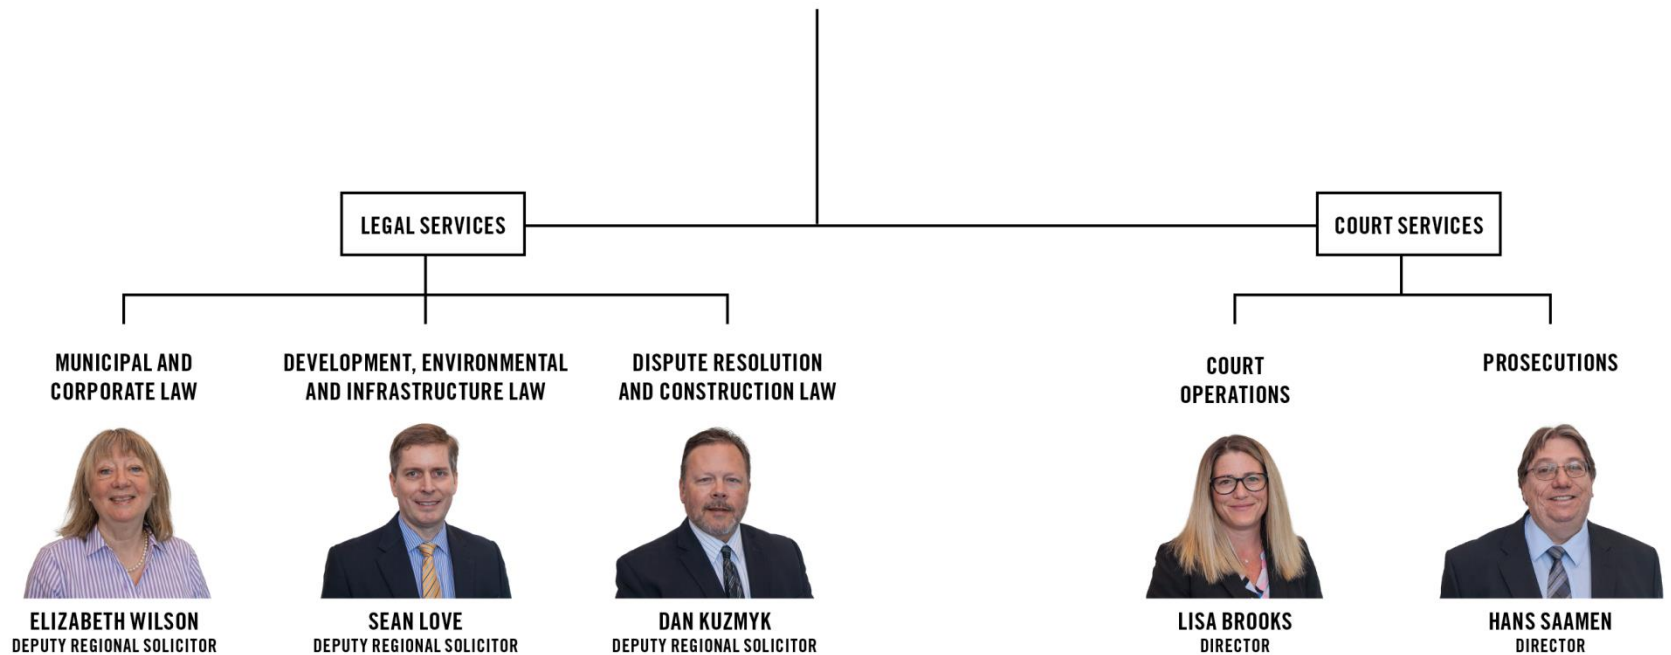 LEGAL SERVICES
COURT SERVICES
MUNICIPAL AND
CORPORATE LAW
DEVELOPMENT, ENVIRONMENTAL
AND INFRASTRUCTURE LAW
DISPUTE RESOLUTION
AND CONSTRUCTION LAW
COURT
OPERATIONS
PROSECUTIONS
ELIZABETH WILSON
DEPUTY REGIONAL SOLICITOR
SEAN LOVE
DEPUTY REGIONAL SOLICITOR
DAN KUZMYK
DEPUTY REGIONAL SOLICITOR
LISA BROOKS
DIRECTOR
HANS SAAMEN
DIRECTOR